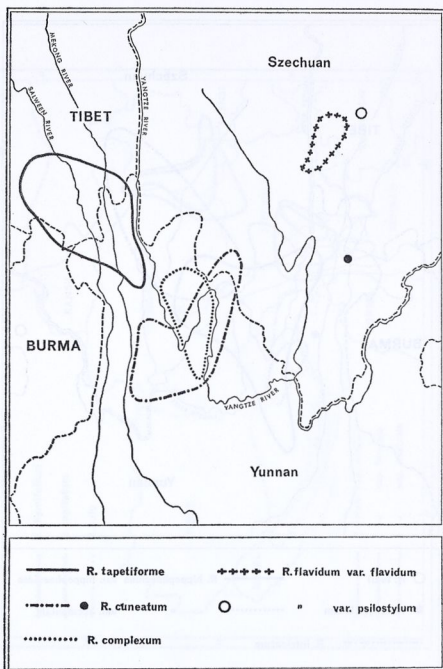 Szechuan
MEKONG RIVER
SALWEEN RIVER
YANGTZE RIVER
TIBET
BURMA
YANGTZE RIVER
Yunnan
R. tapetiforme
R. flavidum var. flavidum
R. cuneatum
" var. psilostylum
R. complexum